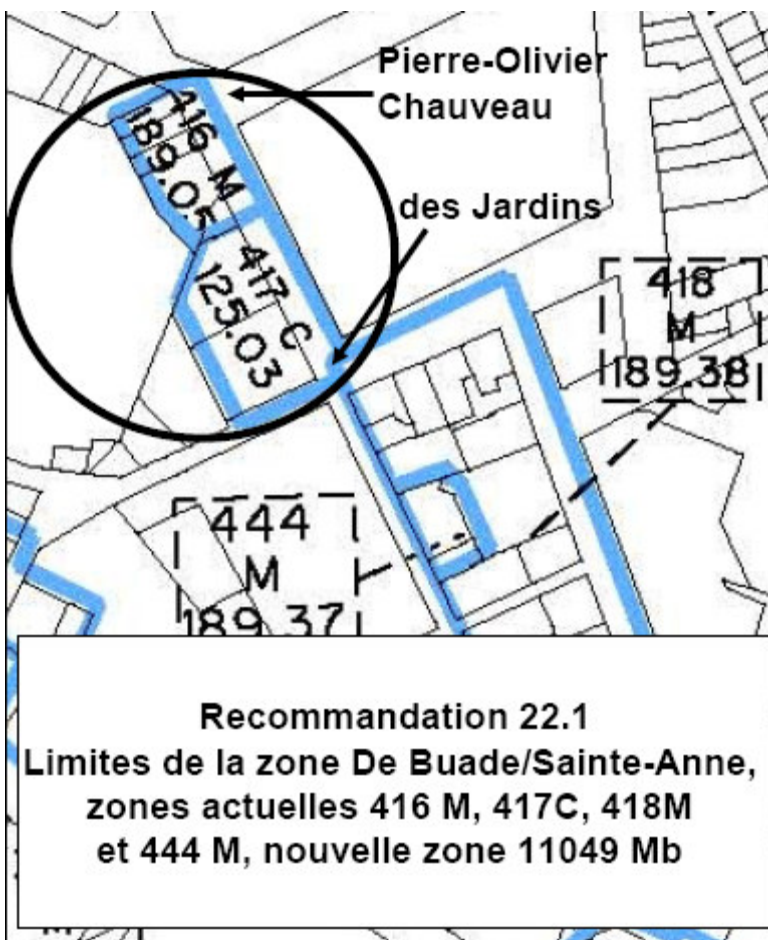 Pierre-Olivier
Chauveau
416 M
189.05
des Jardins
417 C
125.03
418
M
189.38
444
M
189.37
Recommandation 22.1
Limites de la zone De Buade/Sainte-Anne,
zones actuelles 416 M, 417C, 418M
et 444 M, nouvelle zone 11049 Mb